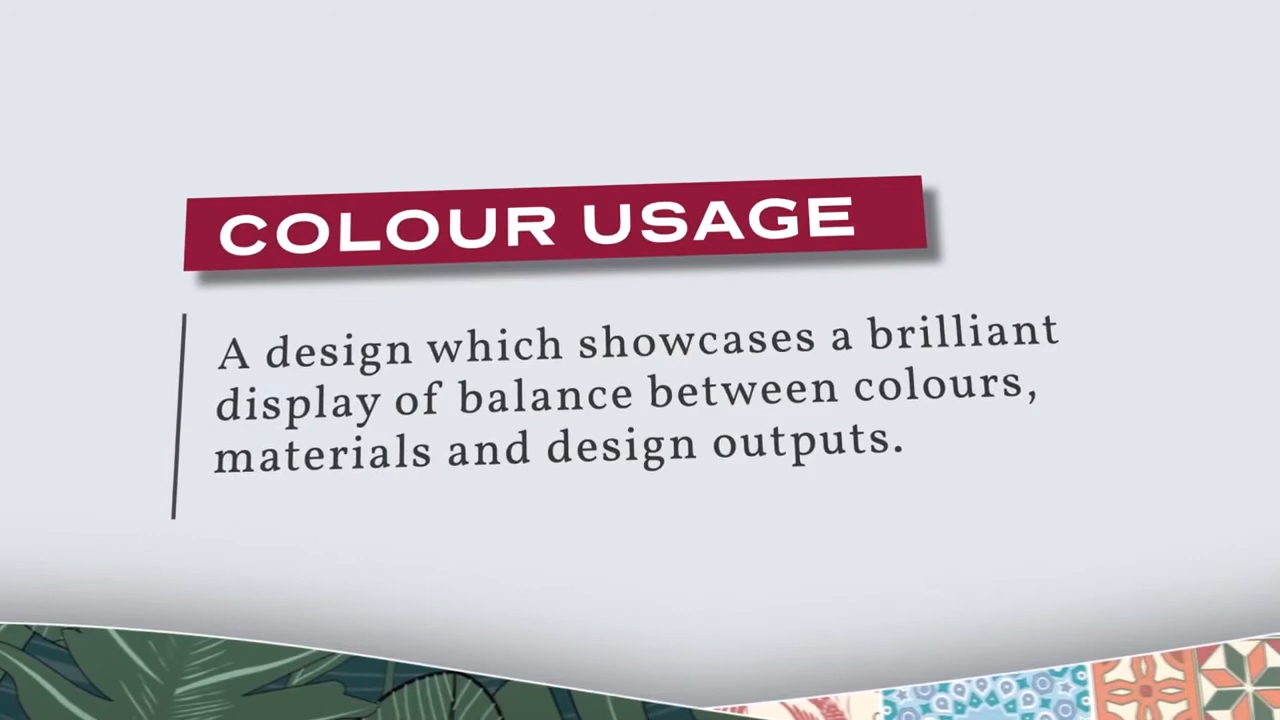 COLOUR USAGE
A design which showcases a brilliant
display of balance between colours,
materials and design outputs.